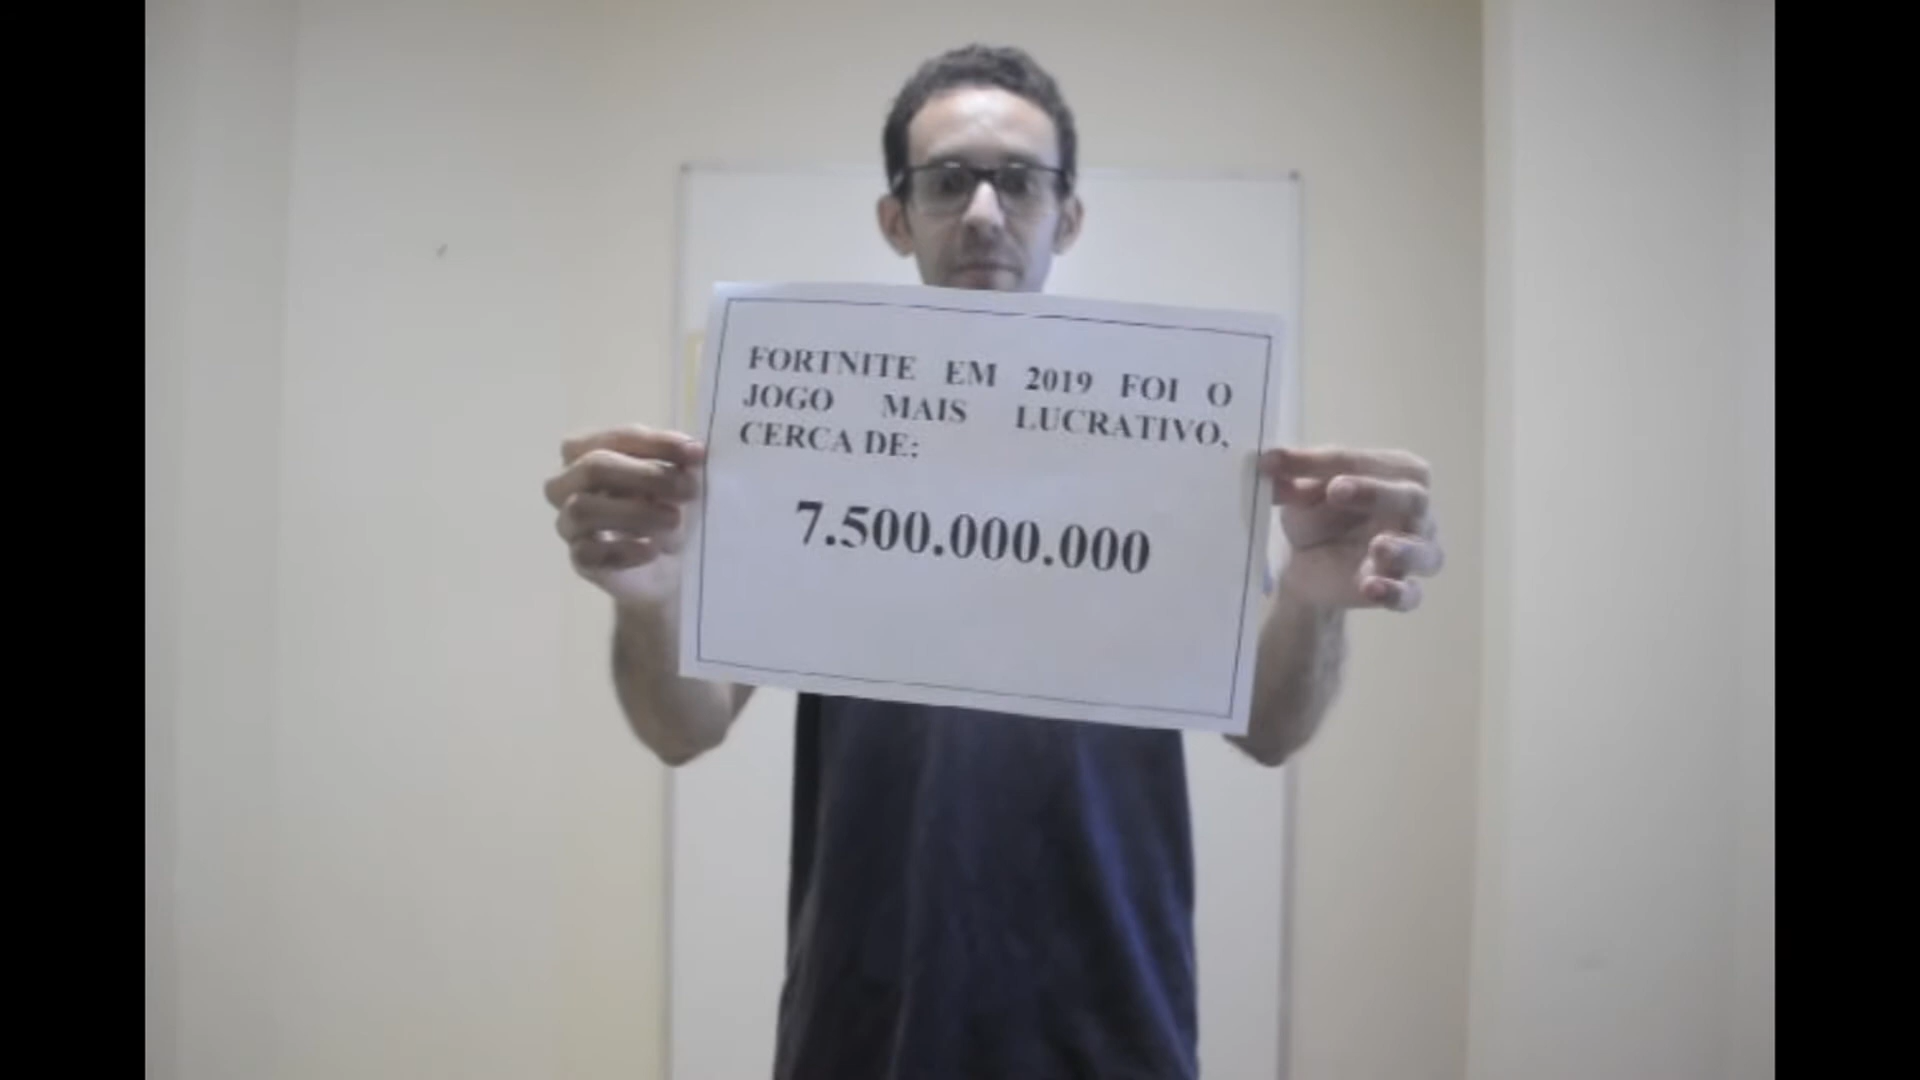 FORTNITE EM 2019 FOI O
JOGO MAIS LUCRATIVO,
CERCA DE:
7.500.000.000